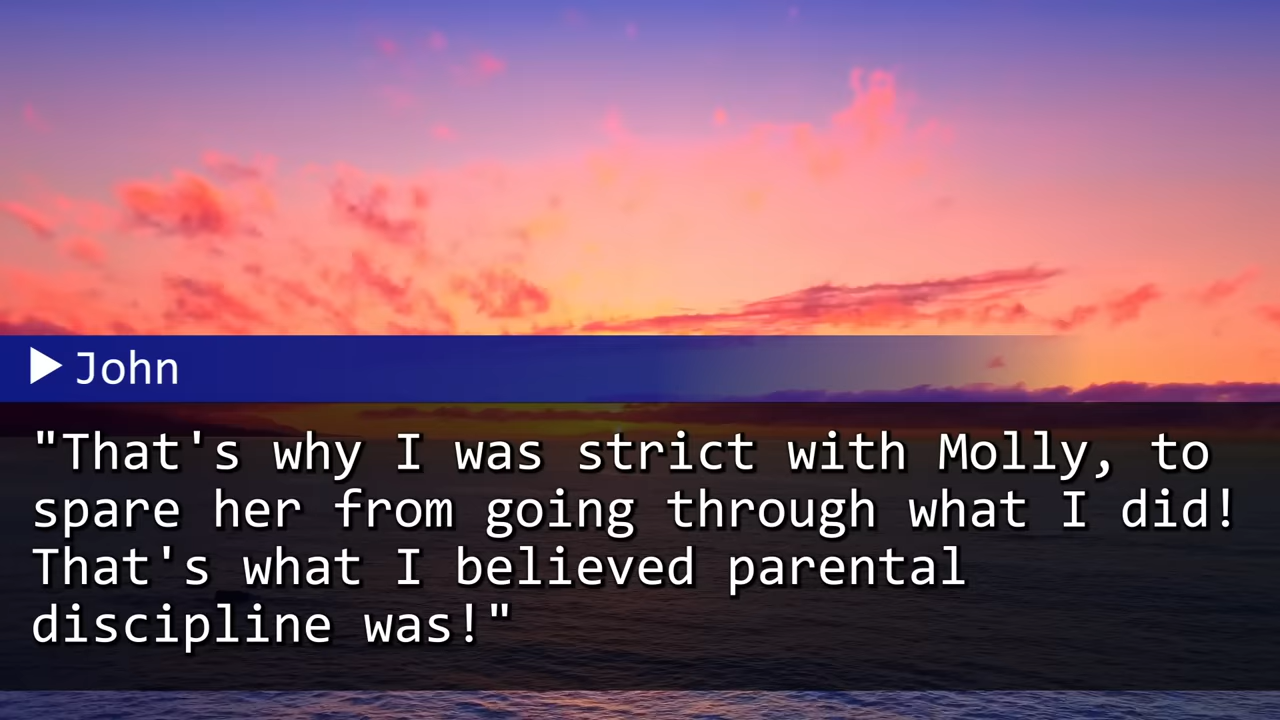 John
"That's why I was strict with Molly, to
spare her from going through what I did!
That's what I believed parental
discipline was!"